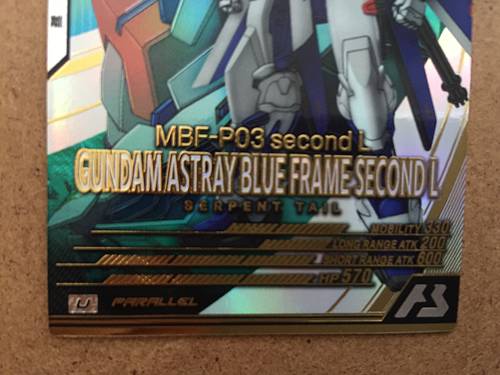 MBF-P03 second L
GUNDAM ASTRAY BLUE FRAME SECOND L
SERPENT TAIL
MOBILITY 330
LONG RANGE ATK 200
SHORT RANGE ATK 600
HP 570
U PARALLEL